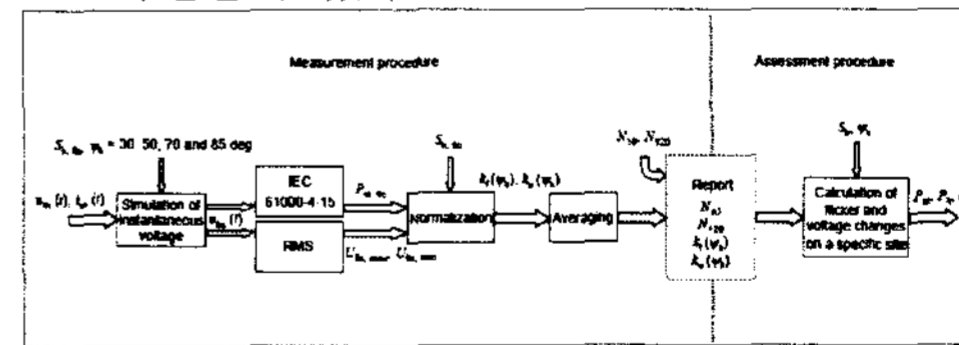 Measurement procedure
Assessment procedure
S_k, fic, ψ_k = 30, 50, 70 and 85 deg
u_m (t), i_m (t)
Simulation of
instantaneous
voltage
u_fic (t)
IEC
61000-4-15
RMS
P_st, fic
U_fic, max, U_fic, min
S_k, fic
Normalization
k_f(ψ_k), k_u(ψ_k)
Averaging
N_10, N_120
Report
N_10
N_120
k_f(ψ_k)
k_u(ψ_k)
S_k, ψ_k
Calculation of
flicker and
voltage changes
on a specific site
P_st, P_lt,